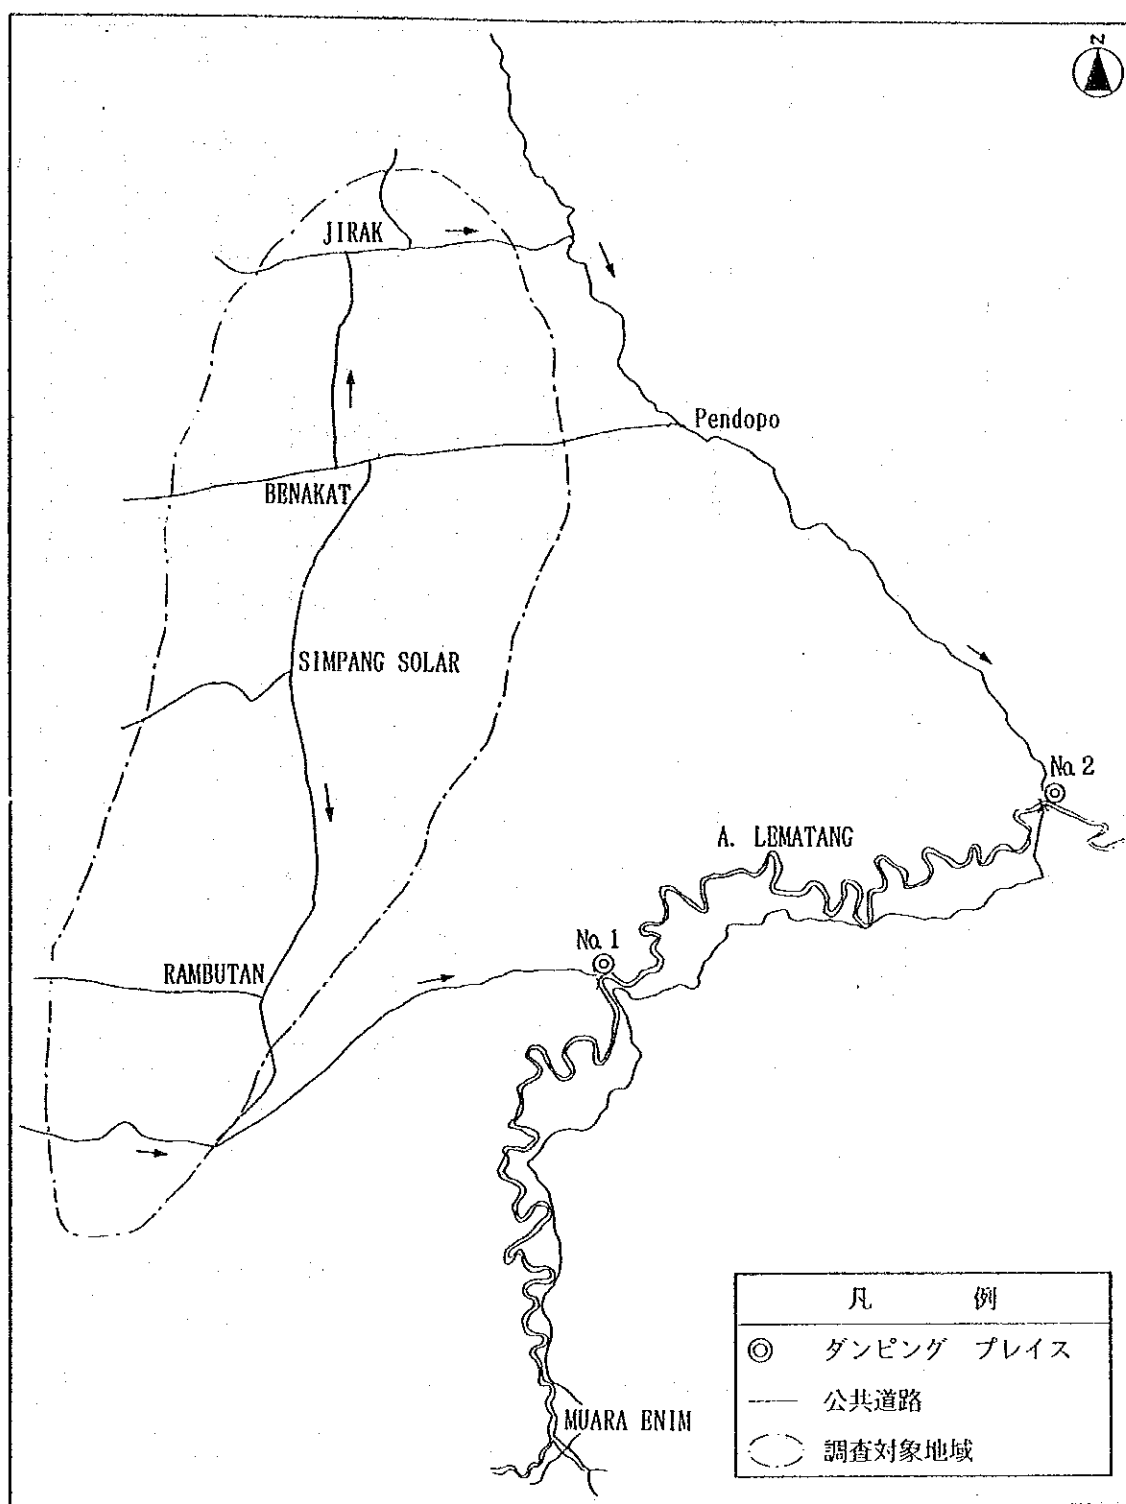 N
JIRAK
Pendopo
BENAKAT
SIMPANG SOLAR
No. 2
A. LEMATANG
No. 1
RAMBUTAN
MUARA ENIM
凡 例
ダンピング プレイス
公共道路
調査対象地域